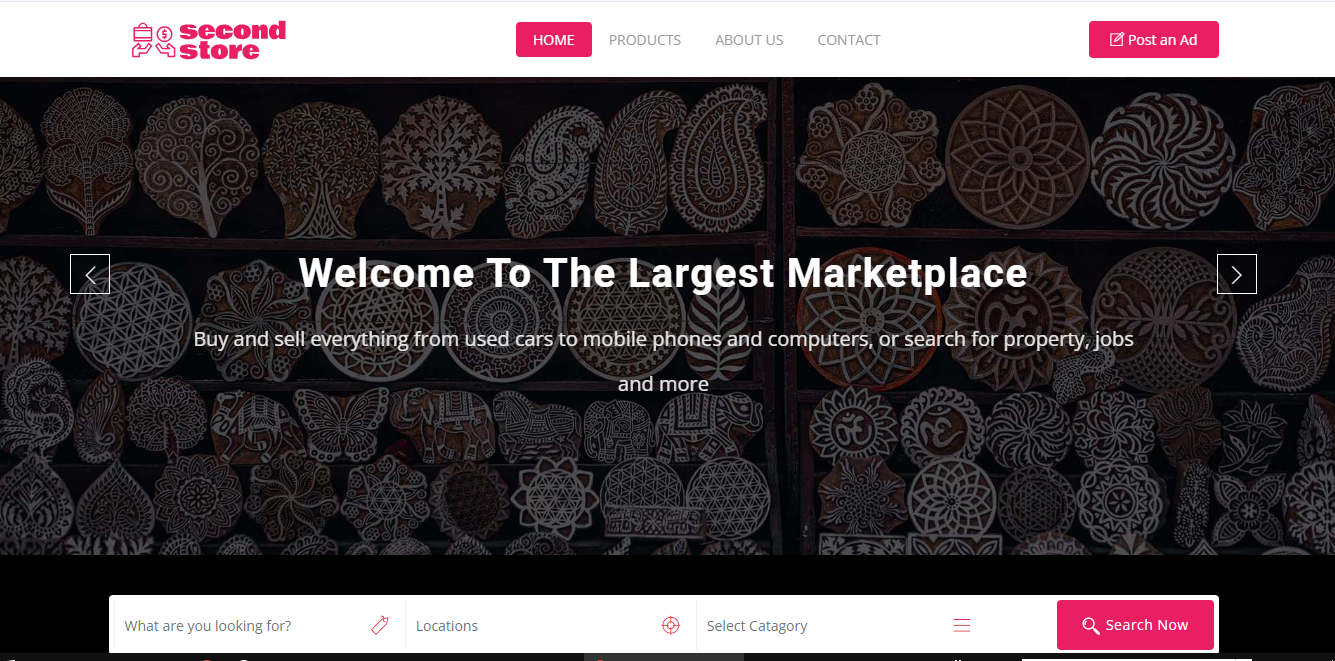 second
store
HOME PRODUCTS ABOUT US CONTACT
Post an Ad
Welcome To The Largest Marketplace
Buy and sell everything from used cars to mobile phones and computers, or search for property, jobs
and more
What are you looking for? Locations Select Catagory Search Now